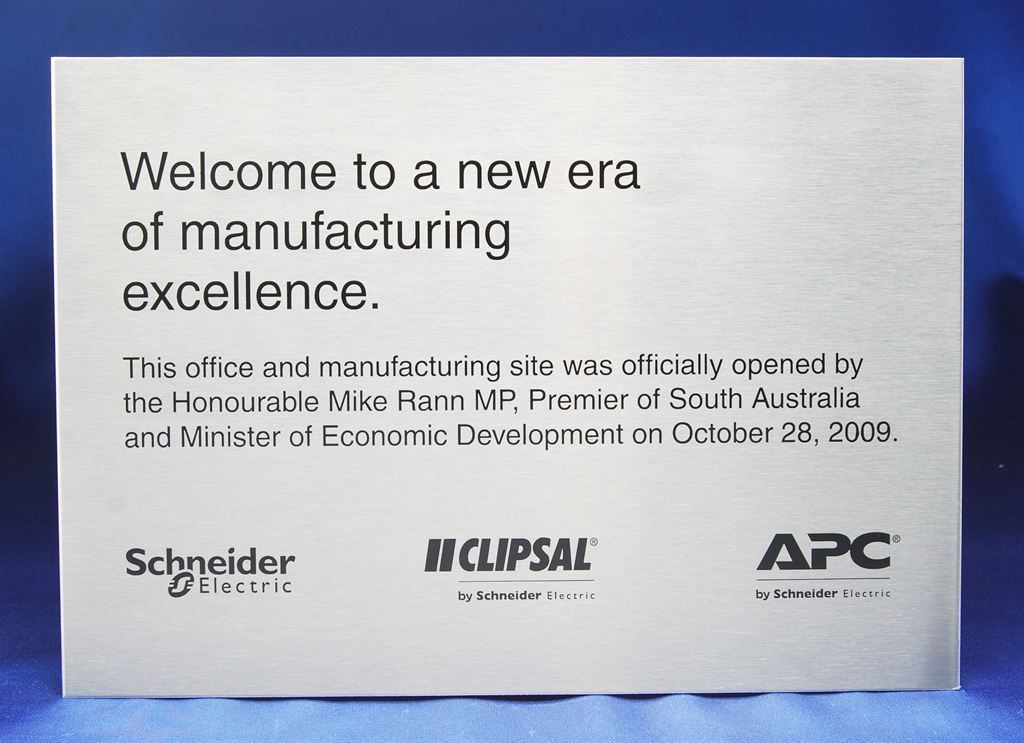 Welcome to a new era
of manufacturing
excellence.
This office and manufacturing site was officially opened by
the Honourable Mike Rann MP, Premier of South Australia
and Minister of Economic Development on October 28, 2009.
Schneider
Electric
CLIPSAL®
by Schneider Electric
APC®
by Schneider Electric